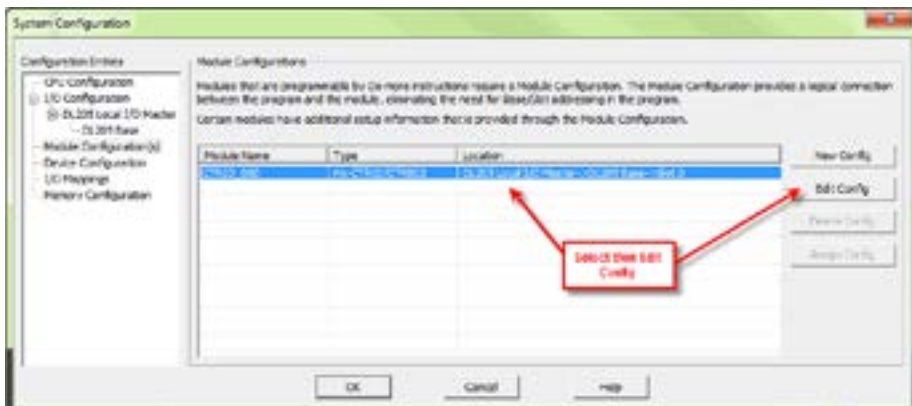 System Configuration
Configuration Entries
CPU Configuration
I/O Configuration
DL205 Local I/O Master
DL205 Base
Module Configuration(s)
Device Configuration
I/O Mappings
Memory Configuration
Module Configurations
Modules that are programmable by Do-more instructions require a Module Configuration. The Module Configuration provides a logical connection
between the program and the module, eliminating the need for Base/Slot addressing in the program.
Certain modules have additional setup information that is provided through the Module Configuration.
Module Name Type Location
DL205 Local I/O Master
New Config
Edit Config
Delete Config
Assign Config
Select then Edit
Config
OK Cancel Help